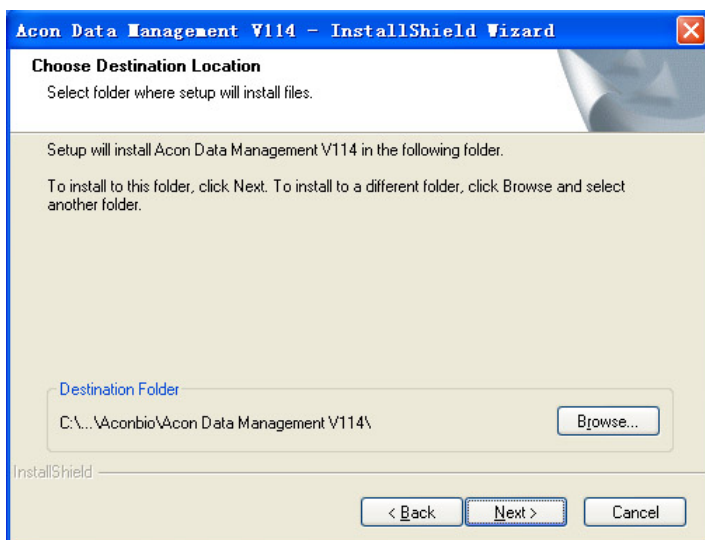 Acon Data Management V114 - InstallShield Wizard
Choose Destination Location
Select folder where setup will install files.
Setup will install Acon Data Management V114 in the following folder.
To install to this folder, click Next. To install to a different folder, click Browse and select
another folder.
Destination Folder
C:\...\Aconbio\Acon Data Management V114\
Browse...
InstallShield
< Back
Next >
Cancel